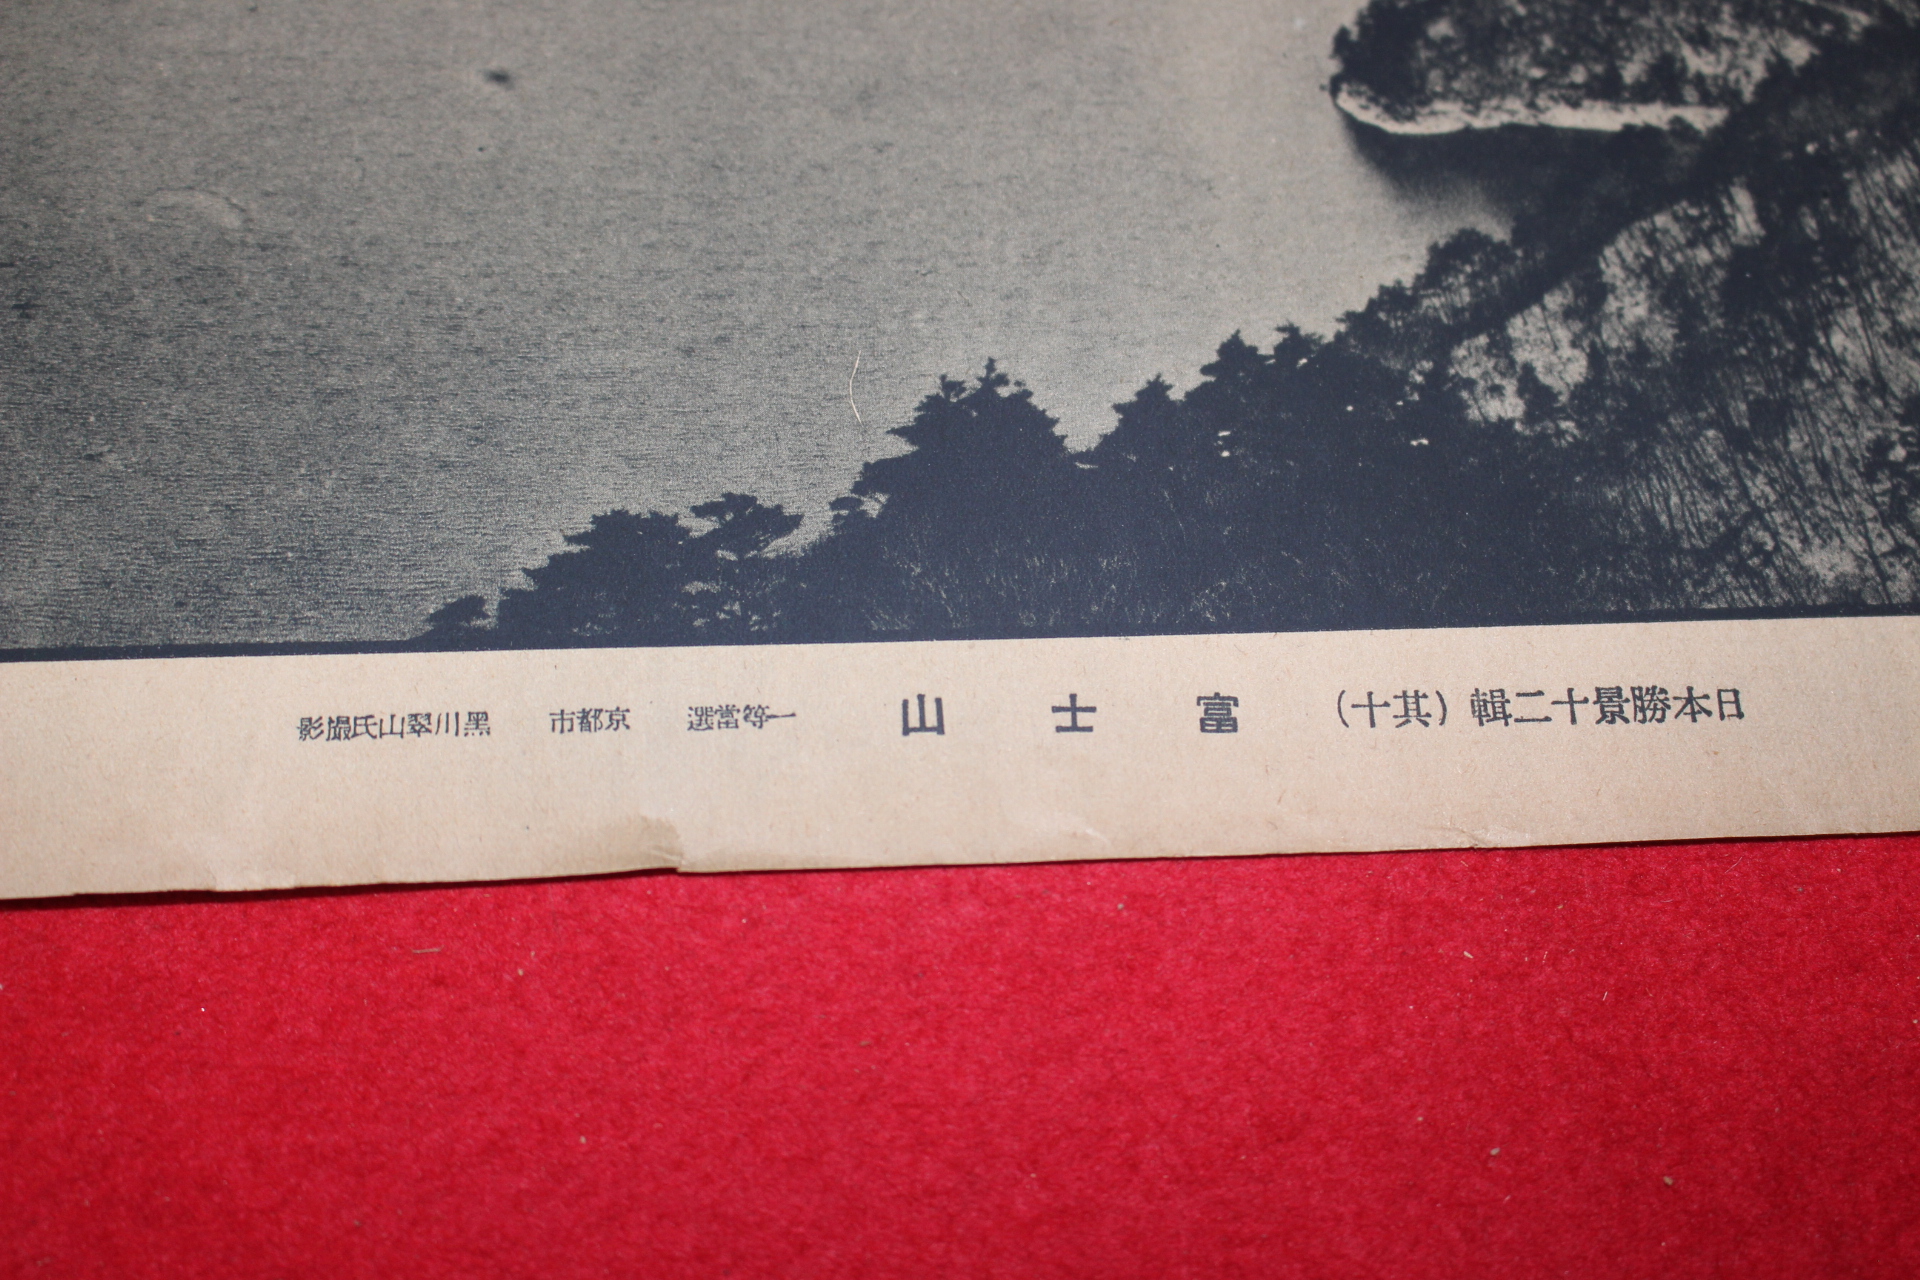 日本勝景十二輯（其十） 富士山 一等當選 京都市 黑川翠山氏撮影